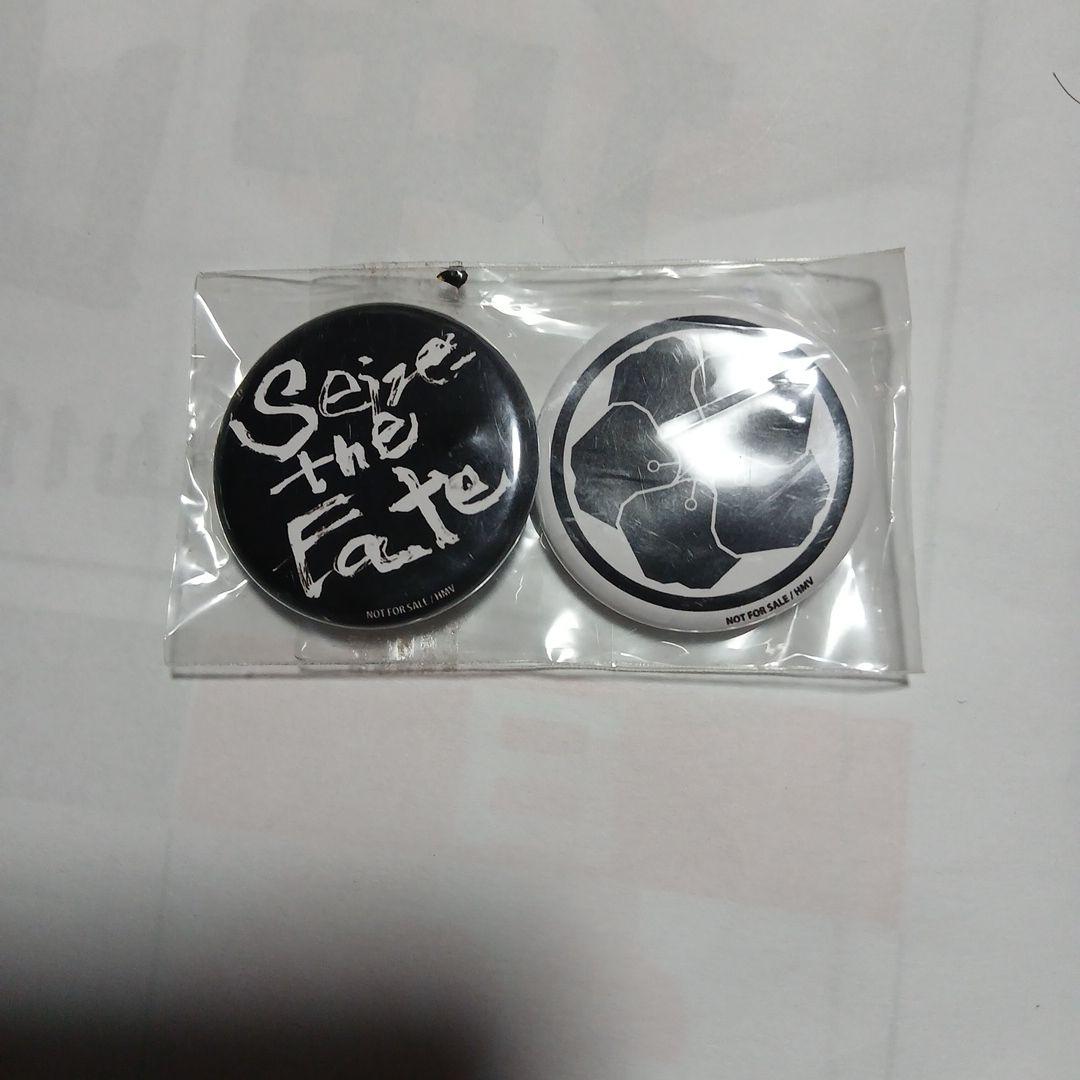 Seize
the
Fate
NOT FOR SALE / HMV
NOT FOR SALE / HMV